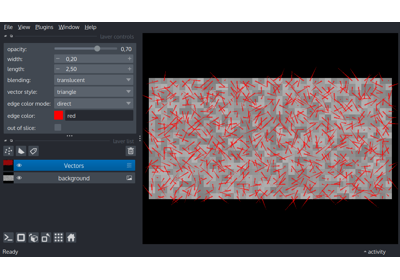 File View Plugins Window Help
layer controls
opacity: 0,70
width: 0,20
length: 2,50
blending: translucent
vector style: triangle
edge color mode: direct
edge color: red
out of slice:
layer list
Vectors
background
Ready
activity